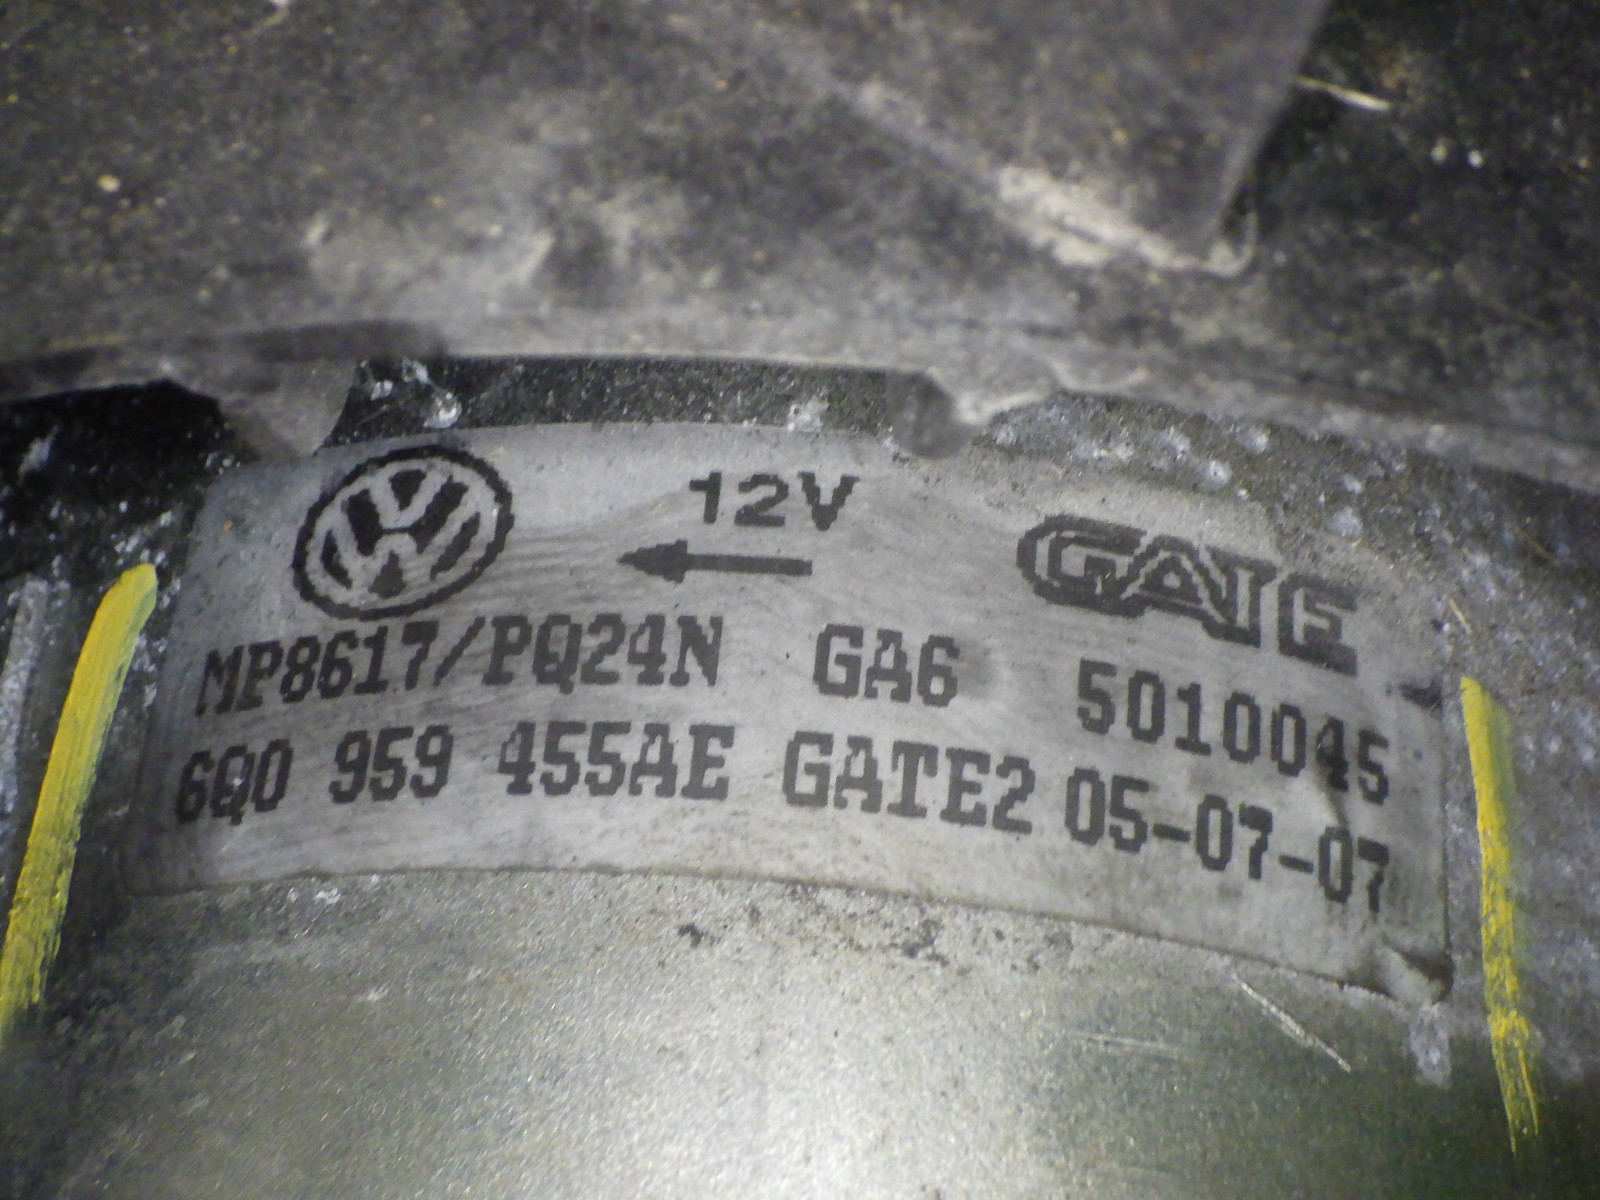 12V
GATE
MP8617/PQ24N GA6 5010045
6Q0 959 455AE GATE2 05-07-07